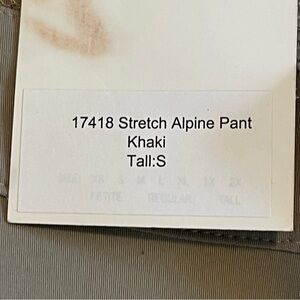 17418 Stretch Alpine Pant
Khaki
Tall:S
SIZE: XS S M L XL 1X 2X
PETITE REGULAR TALL